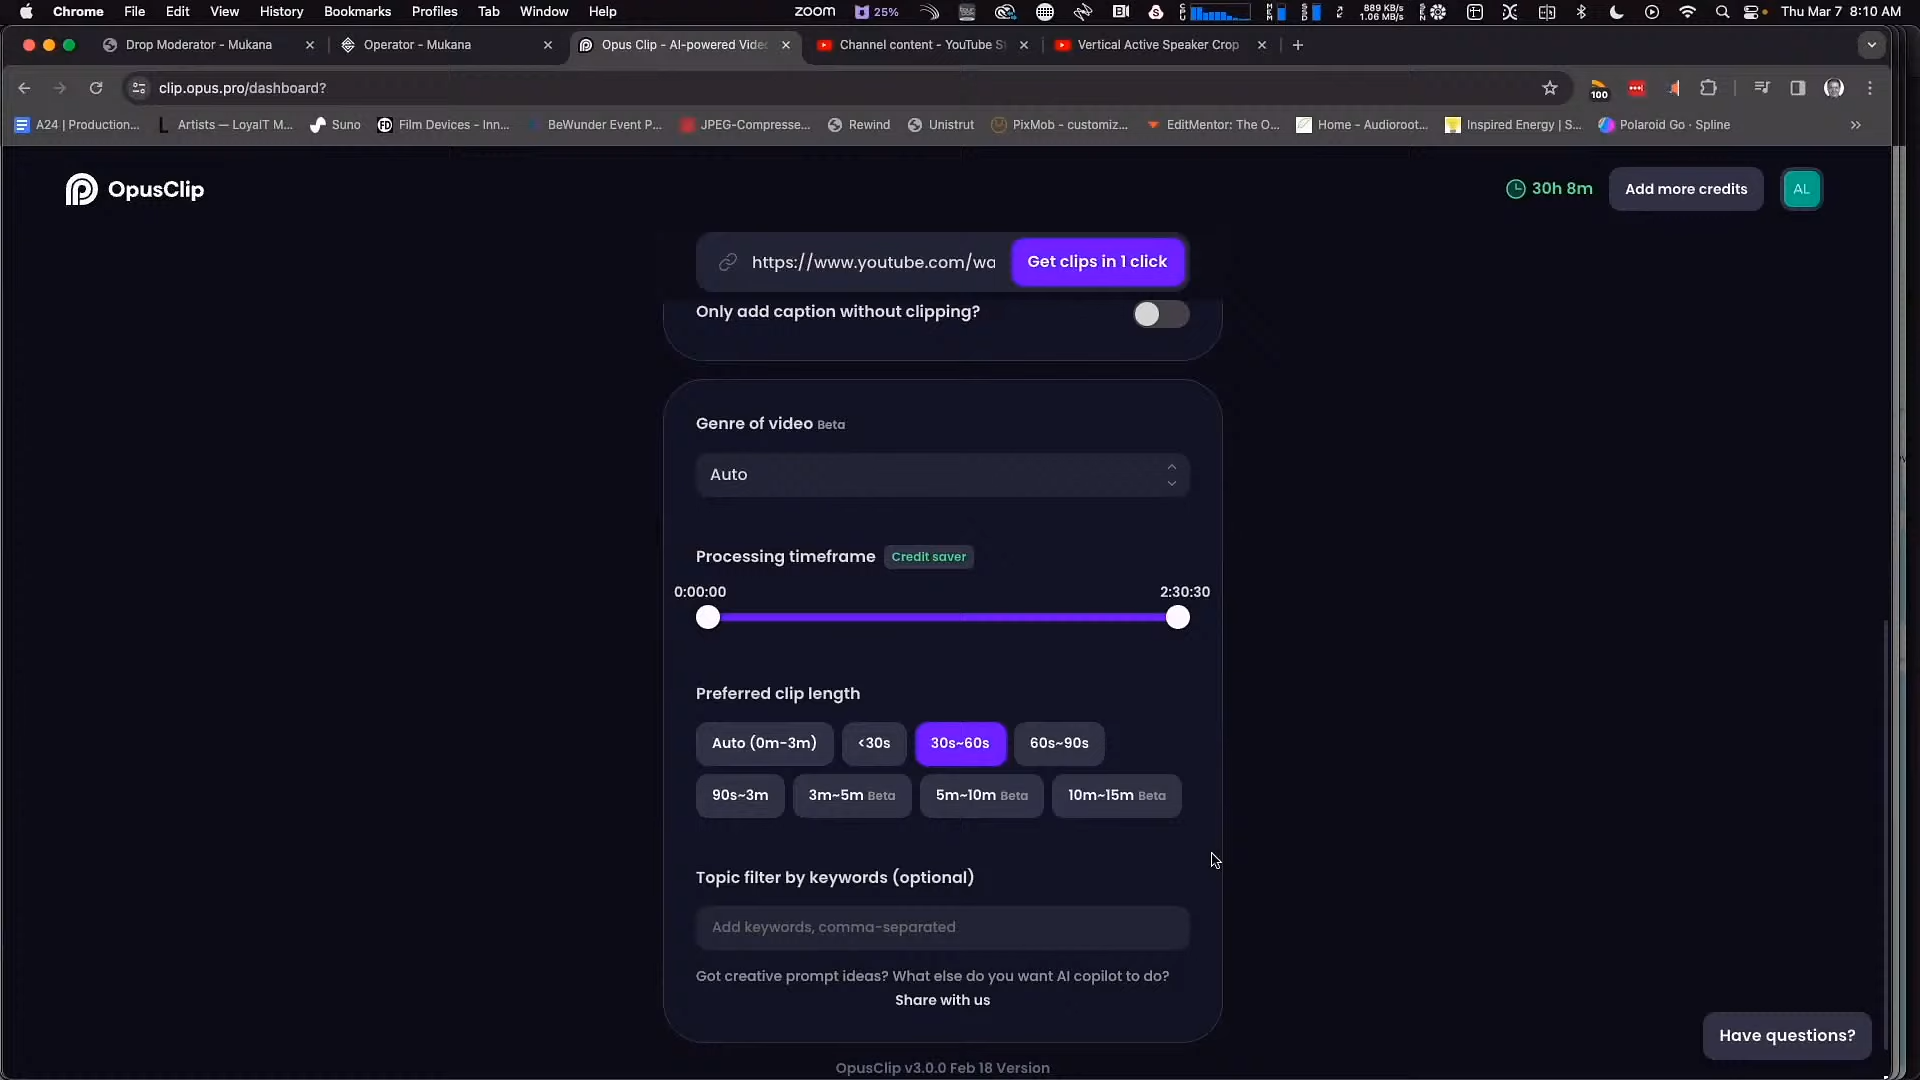 Chrome File Edit View History Bookmarks Profiles Tab Window Help zoom 25% 889 KB/s 1.06 MB/s Thu Mar 7 8:10 AM
Drop Moderator - Mukana Operator - Mukana Opus Clip - AI-powered Vide Channel content - YouTube S Vertical Active Speaker Crop
clip.opus.pro/dashboard? 100
A24 | Production... Artists — LoyalT M... Suno Film Devices - Inn... BeWunder Event P... JPEG-Compresse... Rewind Unistrut PixMob - customiz... EditMentor: The O... Home - Audioroot... Inspired Energy | S... Polaroid Go · Spline »
OpusClip 30h 8m Add more credits AL
https://www.youtube.com/wa Get clips in 1 click
Only add caption without clipping?
Genre of video Beta
Auto
Processing timeframe Credit saver
0:00:00 2:30:30
Preferred clip length
Auto (0m-3m) <30s 30s~60s 60s~90s
90s~3m 3m~5m Beta 5m~10m Beta 10m~15m Beta
Topic filter by keywords (optional)
Add keywords, comma-separated
Got creative prompt ideas? What else do you want AI copilot to do?
Share with us
Have questions?
OpusClip v3.0.0 Feb 18 Version